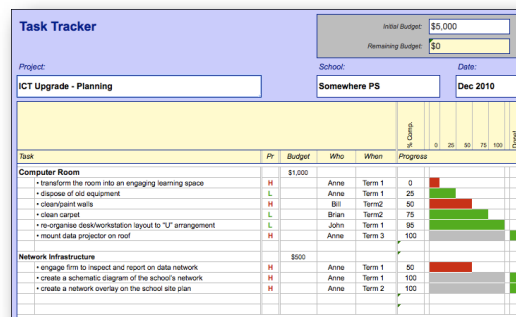 Task Tracker
Initial Budget: $5,000
Remaining Budget: $0
Project: School: Date:
ICT Upgrade - Planning Somewhere PS Dec 2010
% Comp.
0 25 50 75 100
Task Pr Budget Who When Progress
Computer Room $1,000
• transform the room into an engaging learning space H Anne Term 1 0
• dispose of old equipment L Anne Term 1 25
• clean/paint walls H Bill Term2 50
• clean carpet L Brian Term2 75
• re-organise desk/workstation layout to "U" arrangement L John Term 1 95
• mount data projector on roof H Anne Term 3 100
Network Infrastructure $500
• engage firm to inspect and report on data network H Anne Term 1 50
• create a schematic diagram of the school's network H Anne Term 1 100
• create a network overlay on the school site plan H Anne Term 2 100